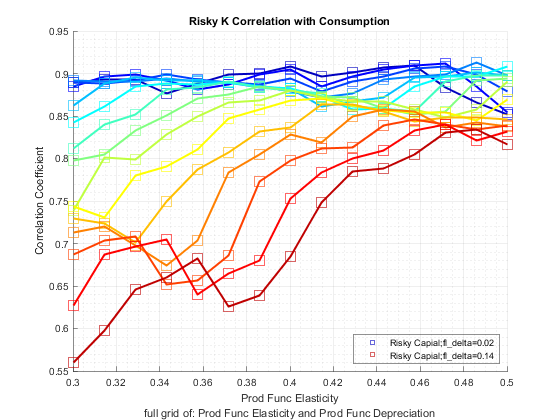 Risky K Correlation with Consumption
0.95
0.9
0.85
0.8
0.75
0.7
0.65
0.6
0.55
Correlation Coefficient
Risky Capial;fl_delta=0.02
Risky Capial;fl_delta=0.14
0.3 0.32 0.34 0.36 0.38 0.4 0.42 0.44 0.46 0.48 0.5
Prod Func Elasticity
full grid of: Prod Func Elasticity and Prod Func Depreciation